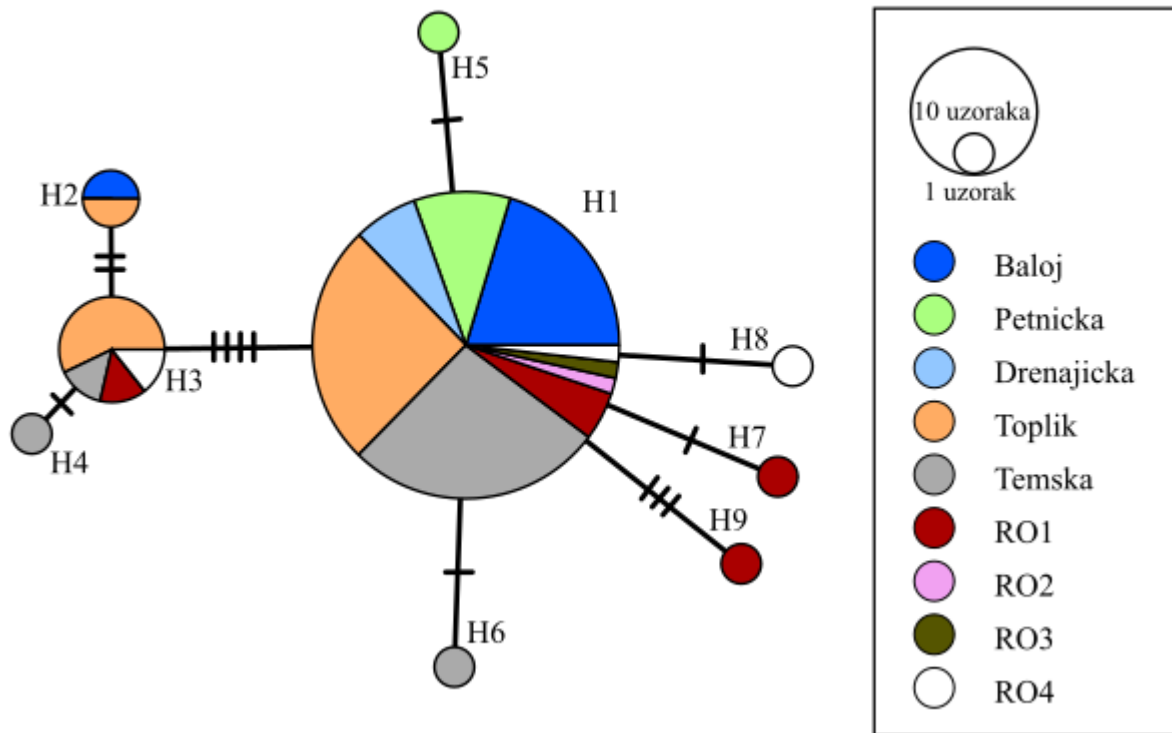 H5
H1
H2
H3
H4
H8
H7
H9
H6
10 uzoraka
1 uzorak
Baloj
Petnicka
Drenajicka
Toplik
Temska
RO1
RO2
RO3
RO4